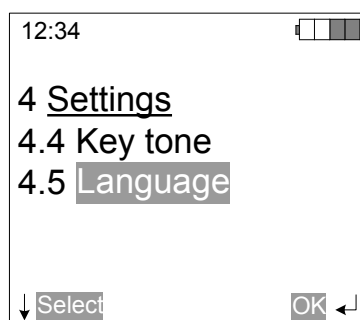 12:34
4 Settings
4.4 Key tone
4.5 Language
↓ Select OK ↵